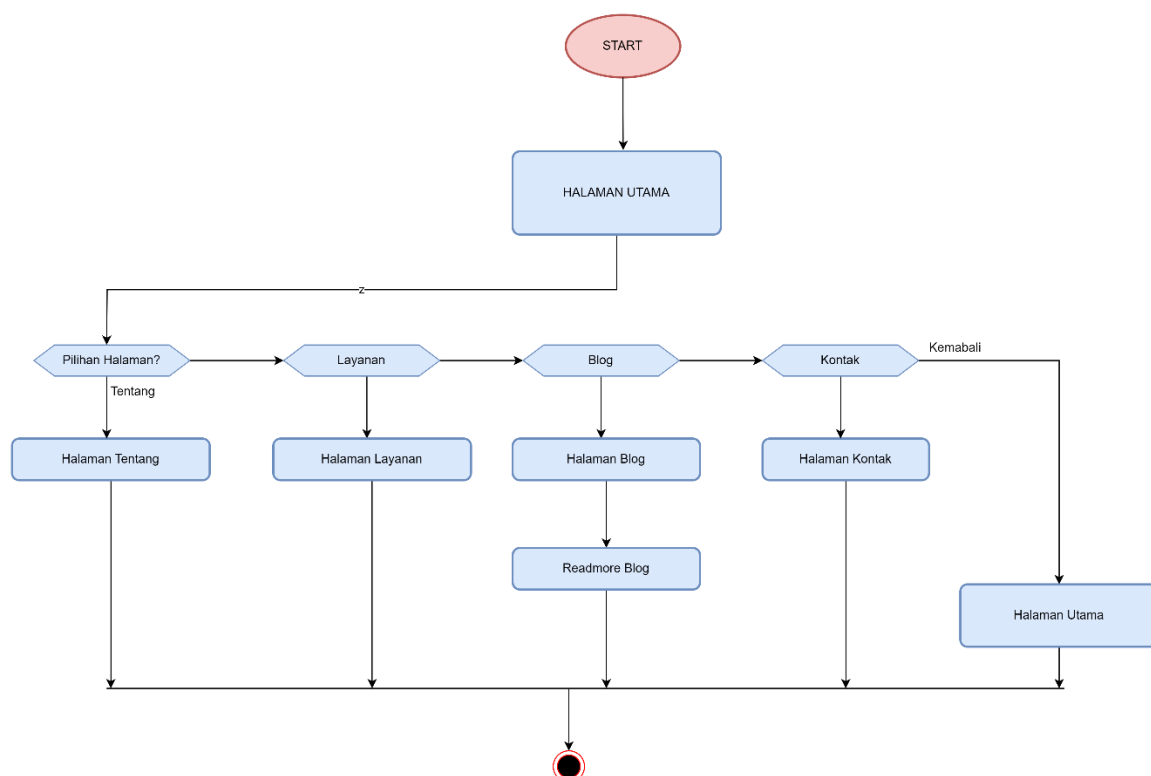 START
HALAMAN UTAMA
z
Pilihan Halaman?
Layanan
Blog
Kontak
Kemabali
Tentang
Halaman Tentang
Halaman Layanan
Halaman Blog
Halaman Kontak
Readmore Blog
Halaman Utama